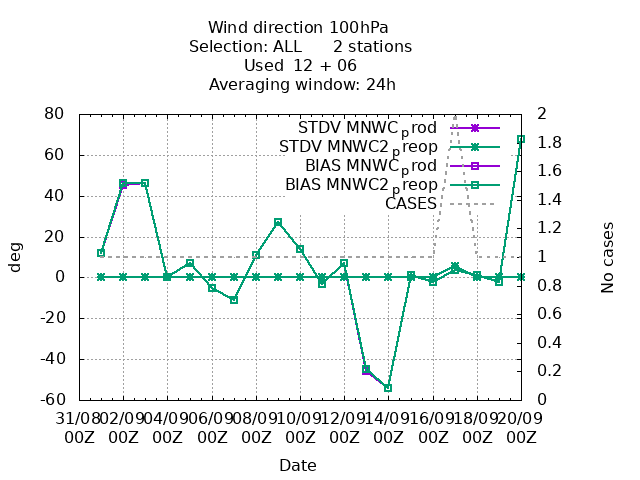 Wind direction 100hPa
Selection: ALL 2 stations
Used 12 + 06
Averaging window: 24h
STDV MNWC_prod
STDV MNWC2_preop
BIAS MNWC_prod
BIAS MNWC2_preop
CASES
deg
80
60
40
20
0
-20
-40
-60
No cases
2
1.8
1.6
1.4
1.2
1
0.8
0.6
0.4
0.2
0
31/08 02/09 04/09 06/09 08/09 10/09 12/09 14/09 16/09 18/09 20/09
00Z 00Z 00Z 00Z 00Z 00Z 00Z 00Z 00Z 00Z 00Z
Date